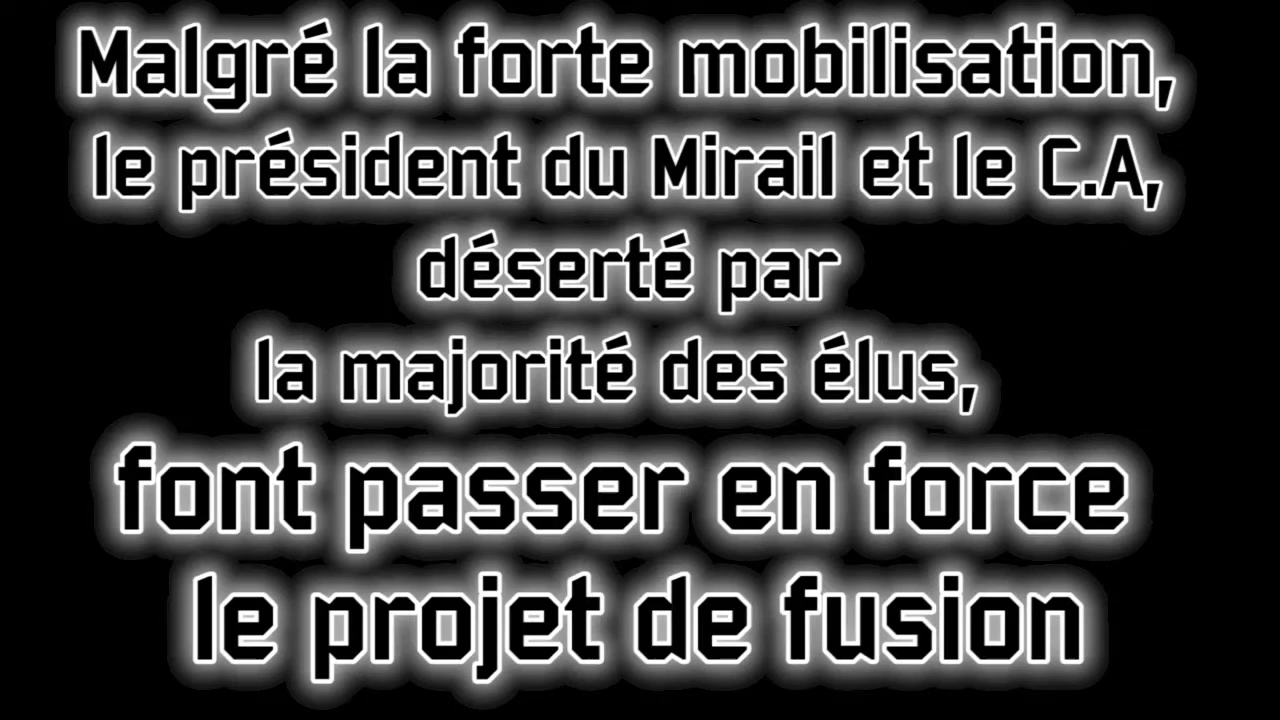 Malgré la forte mobilisation,
le président du Mirail et le C.A,
déserté par
la majorité des élus,
font passer en force
le projet de fusion